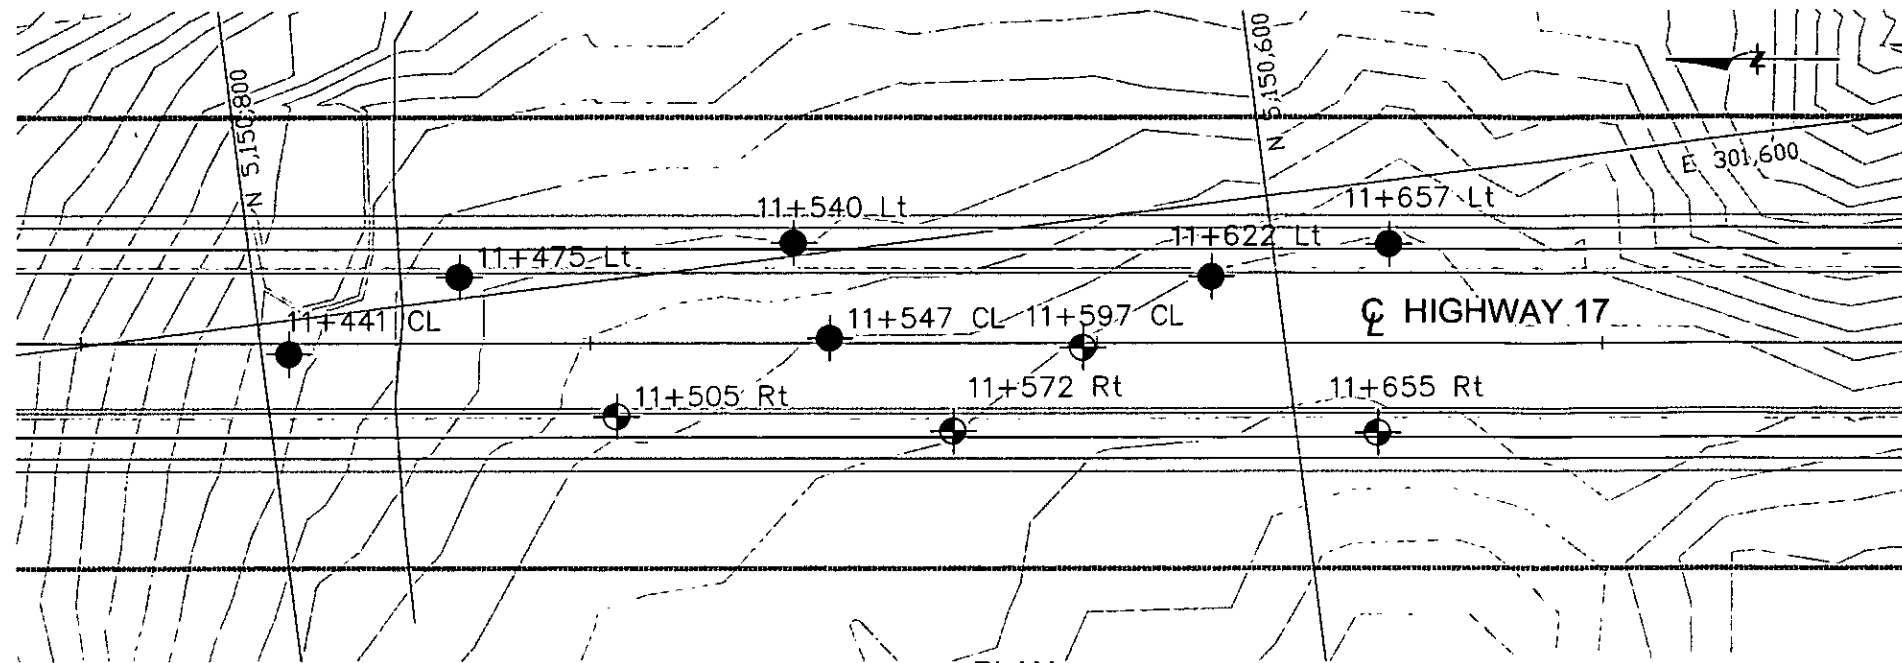 N 5,150,800
N 5,150,600
Z
E 301,600
11+540 Lt
11+657 Lt
11+475 Lt
11+622 Lt
11+441 CL
11+547 CL
11+597 CL
CL HIGHWAY 17
11+505 Rt
11+572 Rt
11+655 Rt
PLAN